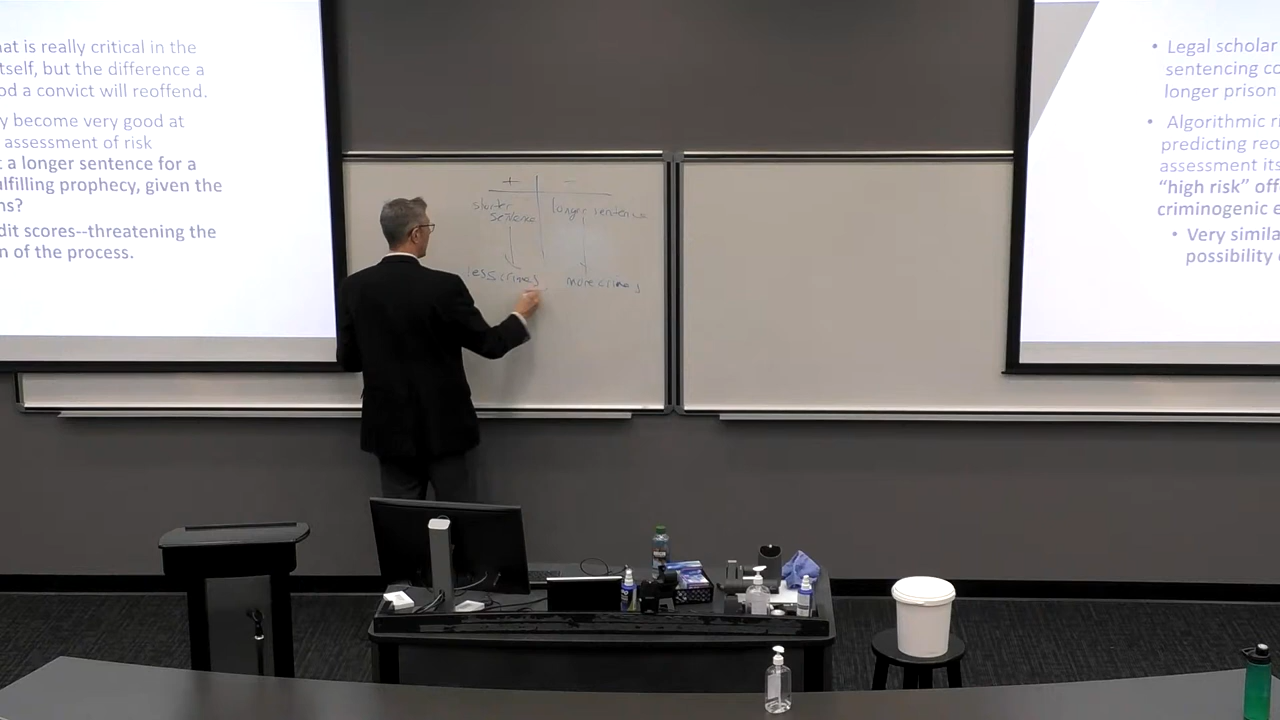 at is really critical in the
tself, but the difference a
od a convict will reoffend.
y become very good at
assessment of risk
t a longer sentence for a
lfilling prophecy, given the
ns?
dit scores--threatening the
n of the process.
+
−
shorter
sentence
longer sentence
less crimes
more crimes
• Legal scholar
sentencing co
longer prison
• Algorithmic ri
predicting reo
assessment its
“high risk” off
criminogenic e
• Very simila
possibility